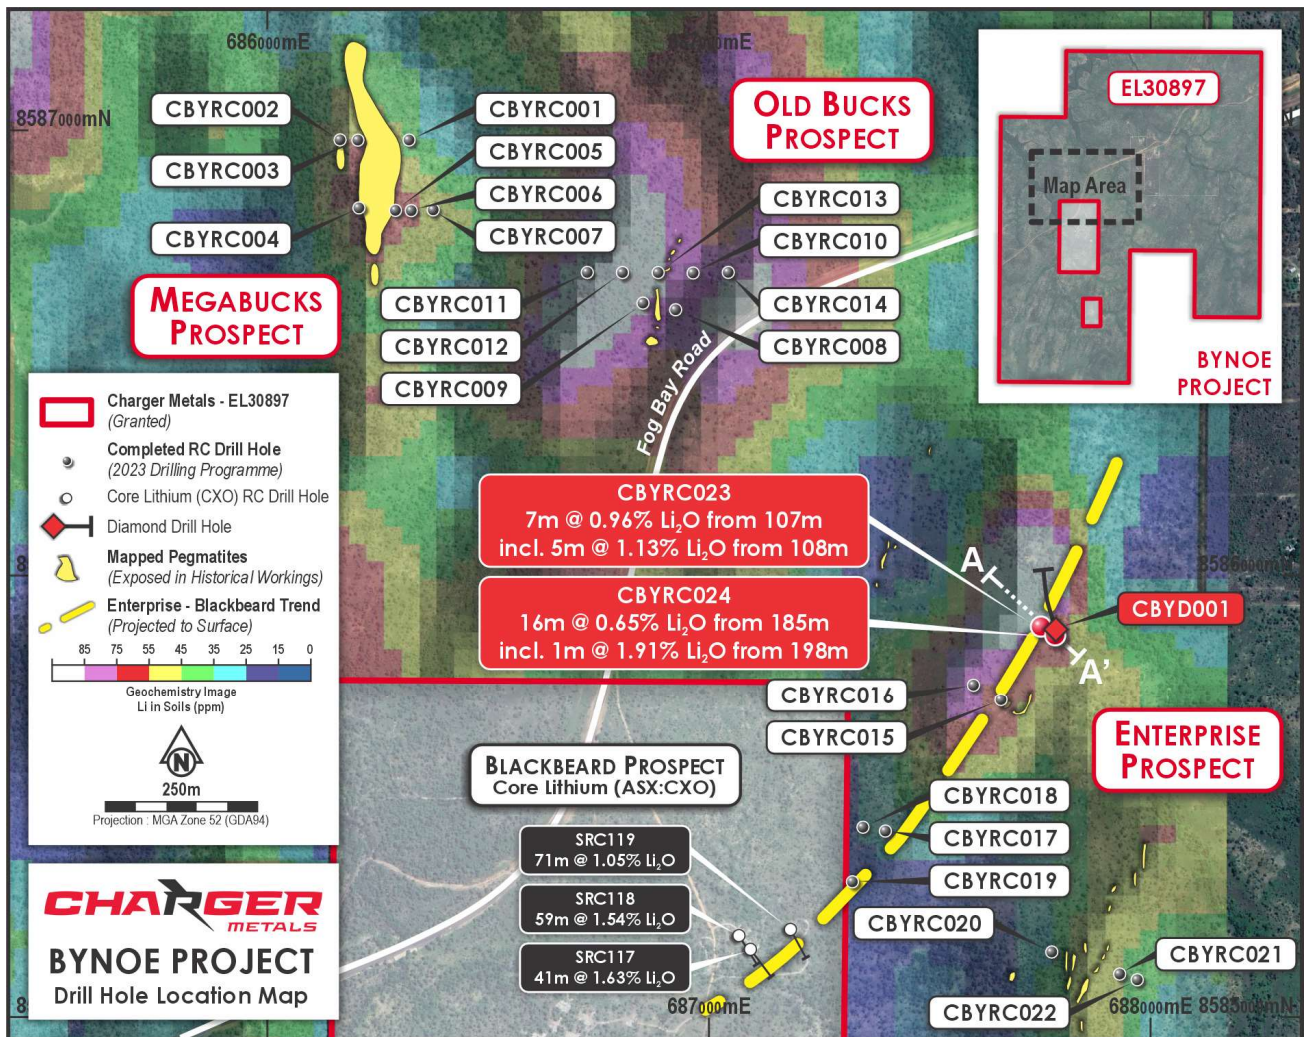 686000mE
mE
8587000mN
CBYRC002
CBYRC001
CBYRC003
CBYRC005
CBYRC006
CBYRC004
CBYRC007
MEGABUCKS
PROSPECT
OLD BUCKS
PROSPECT
CBYRC013
CBYRC010
CBYRC011
CBYRC014
CBYRC012
CBYRC008
CBYRC009
Fog Bay Road
EL30897
Map Area
BYNOE
PROJECT
Charger Metals - EL30897
(Granted)
Completed RC Drill Hole
(2023 Drilling Programme)
Core Lithium (CXO) RC Drill Hole
Diamond Drill Hole
Mapped Pegmatites
(Exposed in Historical Workings)
Enterprise - Blackbeard Trend
(Projected to Surface)
85 75 55 45 35 25 15 10 0
Geochemistry Image
Li in Soils (ppm)
N
250m
Projection : MGA Zone 52 (GDA94)
CHARGER
METALS
BYNOE PROJECT
Drill Hole Location Map
CBYRC023
7m @ 0.96% Li₂O from 107m
incl. 5m @ 1.13% Li₂O from 108m
CBYRC024
16m @ 0.65% Li₂O from 185m
incl. 1m @ 1.91% Li₂O from 198m
A
A'
8586000mN
CBYD001
CBYRC016
CBYRC015
ENTERPRISE
PROSPECT
BLACKBEARD PROSPECT
Core Lithium (ASX:CXO)
CBYRC018
CBYRC017
CBYRC019
SRC119
71m @ 1.05% Li₂O
SRC118
59m @ 1.54% Li₂O
SRC117
41m @ 1.63% Li₂O
CBYRC020
CBYRC021
CBYRC022
687000mE
688000mE
8585000mN